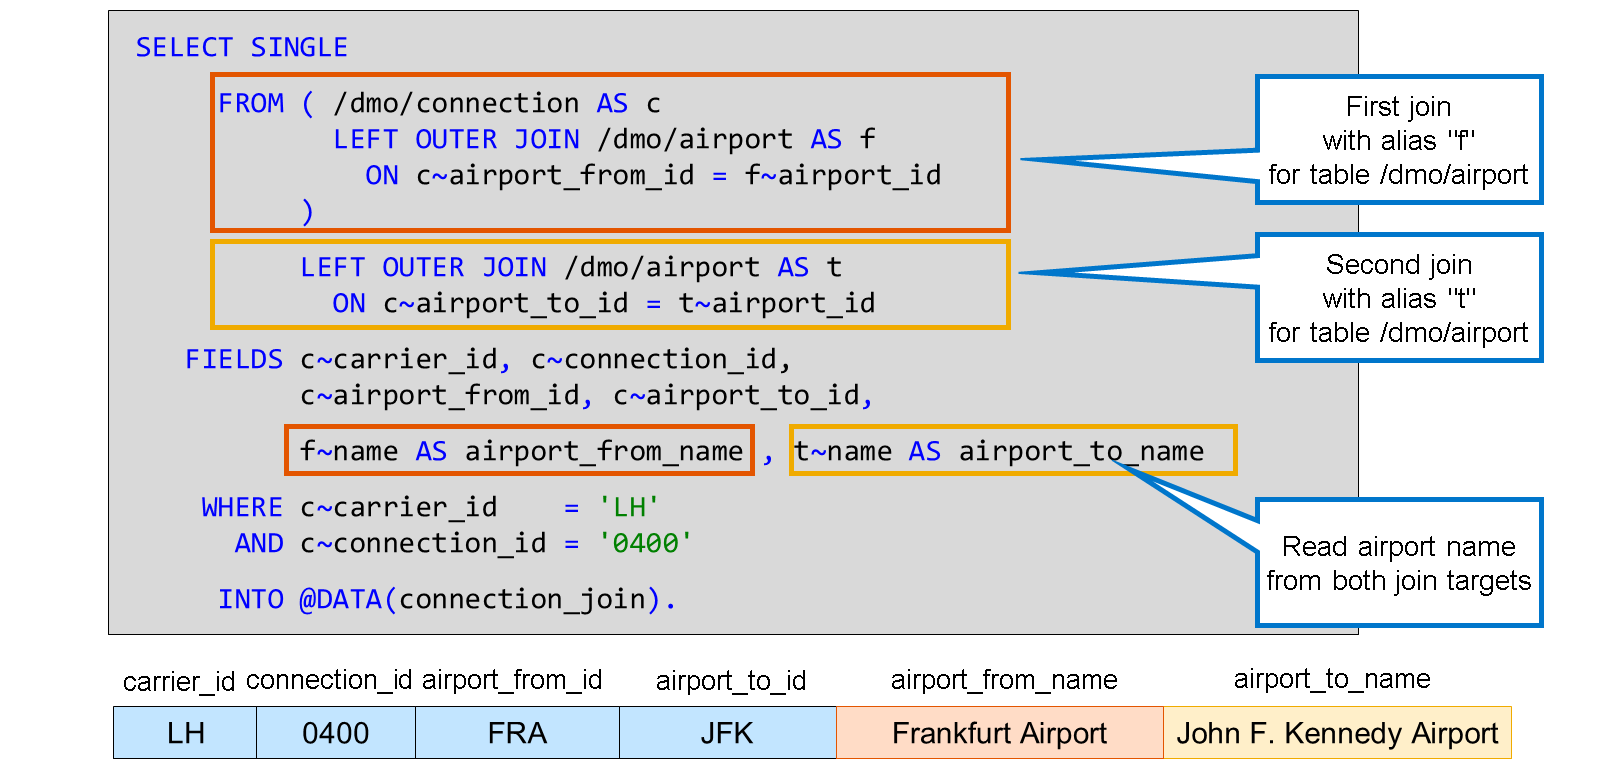 SELECT SINGLE
FROM ( /dmo/connection AS c
LEFT OUTER JOIN /dmo/airport AS f
ON c~airport_from_id = f~airport_id
)
First join
with alias "f"
for table /dmo/airport
LEFT OUTER JOIN /dmo/airport AS t
ON c~airport_to_id = t~airport_id
Second join
with alias "t"
for table /dmo/airport
FIELDS c~carrier_id, c~connection_id,
c~airport_from_id, c~airport_to_id,
f~name AS airport_from_name , t~name AS airport_to_name
WHERE c~carrier_id = 'LH'
AND c~connection_id = '0400'
Read airport name
from both join targets
INTO @DATA(connection_join).
carrier_id connection_id airport_from_id airport_to_id airport_from_name airport_to_name
LH 0400 FRA JFK Frankfurt Airport John F. Kennedy Airport